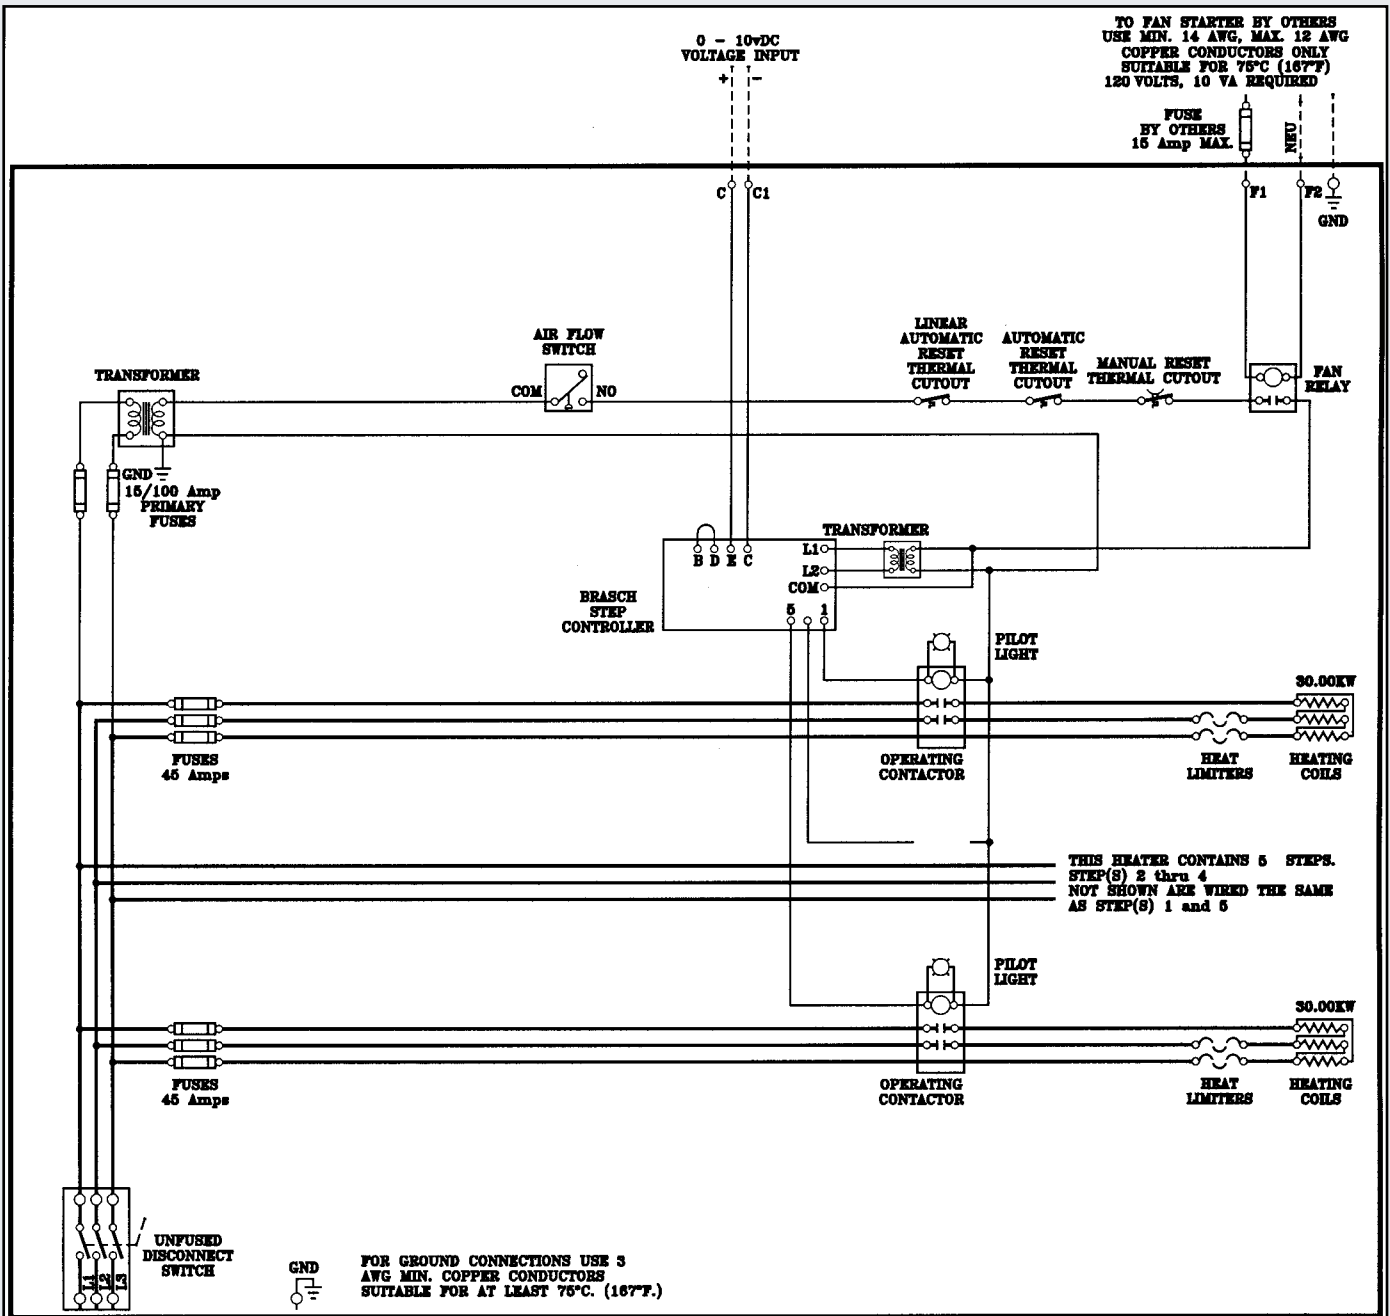 TO FAN STARTER BY OTHERS
USE MIN. 14 AWG, MAX. 12 AWG
COPPER CONDUCTORS ONLY
SUITABLE FOR 75°C (167°F)
120 VOLTS, 10 VA REQUIRED
0 - 10vDC
VOLTAGE INPUT
+ -
FUSE
BY OTHERS
15 Amp MAX.
NEU
C C1
F1
F2
GND
AIR FLOW
SWITCH
COM
NO
LINEAR
AUTOMATIC
RESET
THERMAL
CUTOUT
AUTOMATIC
RESET
THERMAL
CUTOUT
MANUAL RESET
THERMAL CUTOUT
FAN
RELAY
TRANSFORMER
GND
15/100 Amp
PRIMARY
FUSES
TRANSFORMER
B D E C
L1
L2
COM
5 1
BRASCH
STEP
CONTROLLER
PILOT
LIGHT
30.00KW
FUSES
45 Amps
OPERATING
CONTACTOR
HEAT
LIMITERS
HEATING
COILS
THIS HEATER CONTAINS 5 STEPS.
STEP(S) 2 thru 4
NOT SHOWN ARE WIRED THE SAME
AS STEP(S) 1 and 5
PILOT
LIGHT
30.00KW
FUSES
45 Amps
OPERATING
CONTACTOR
HEAT
LIMITERS
HEATING
COILS
UNFUSED
DISCONNECT
SWITCH
L1
L2
L3
GND
FOR GROUND CONNECTIONS USE 3
AWG MIN. COPPER CONDUCTORS
SUITABLE FOR AT LEAST 75°C. (167°F.)